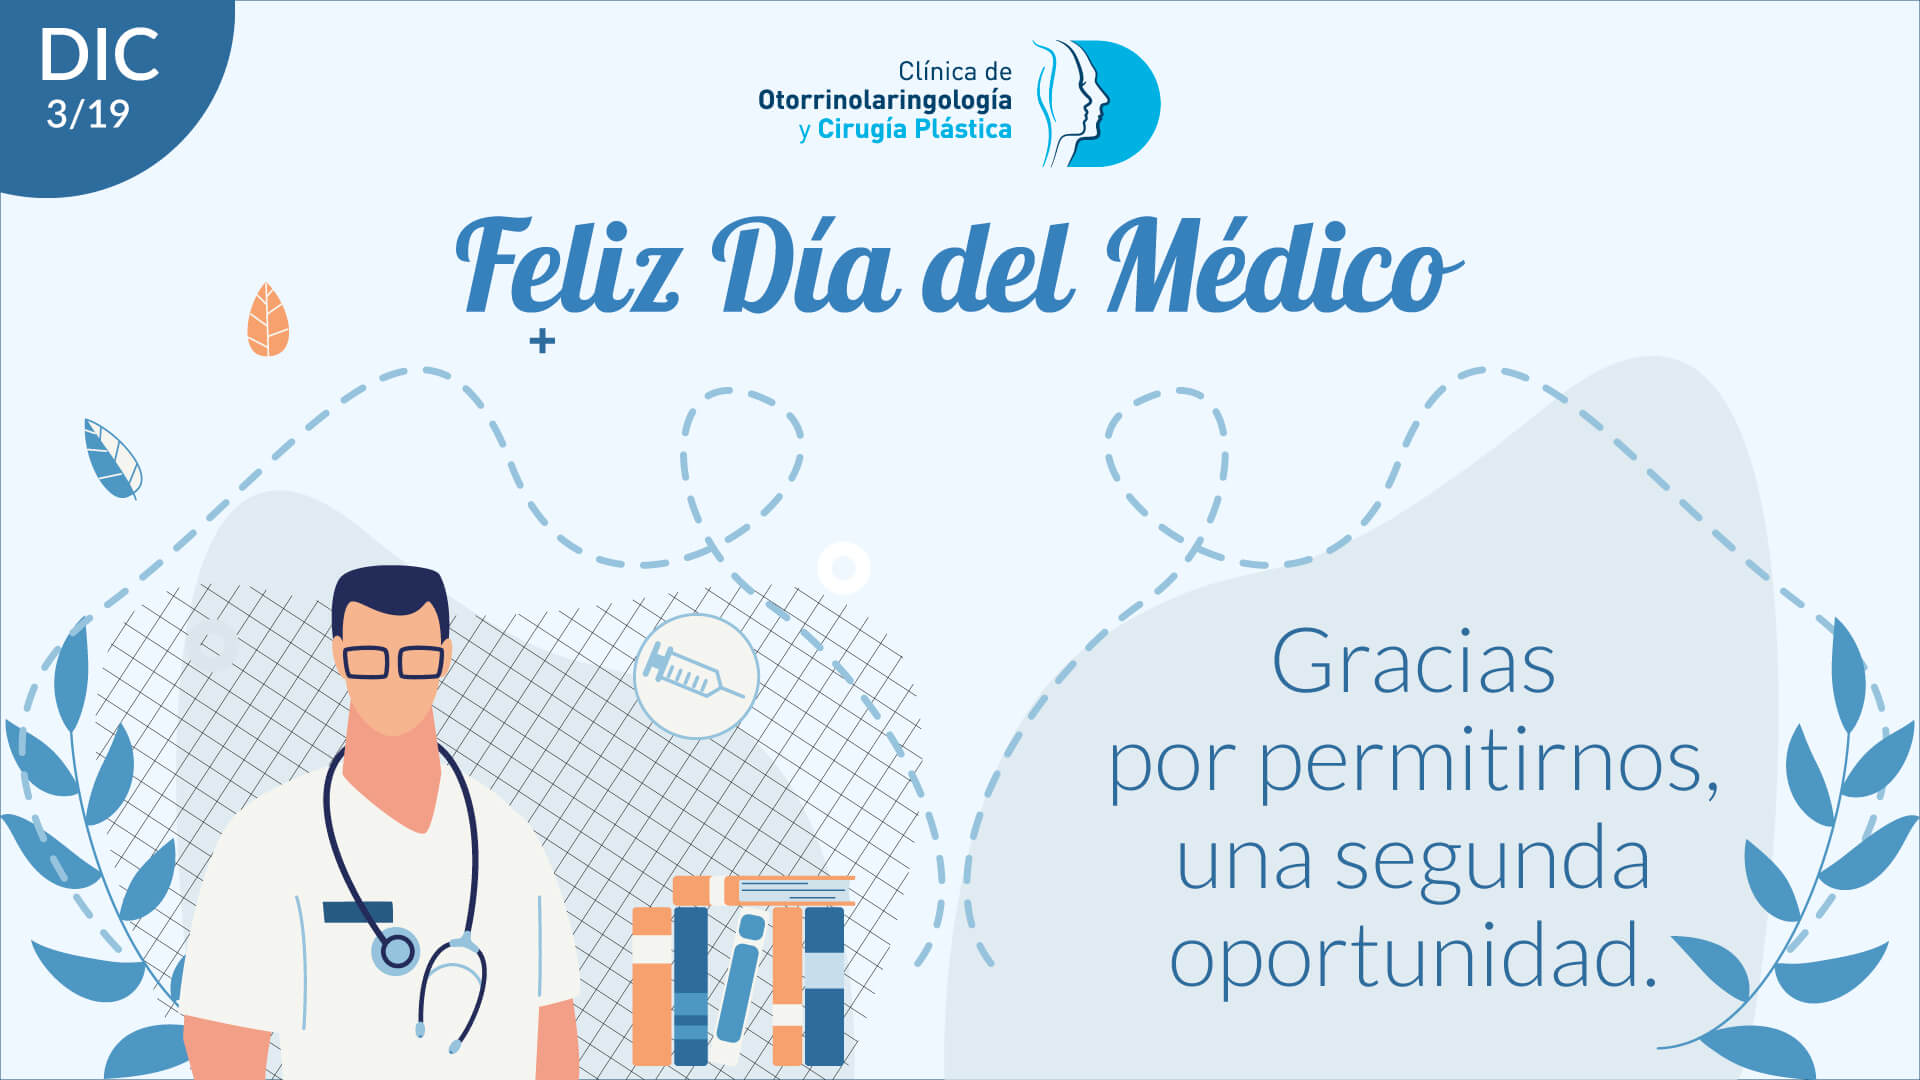 DIC
3/19
Clínica de
Otorrinolaringología
y Cirugía Plástica
Feliz Día del Médico
Gracias
por permitirnos,
una segunda
oportunidad.